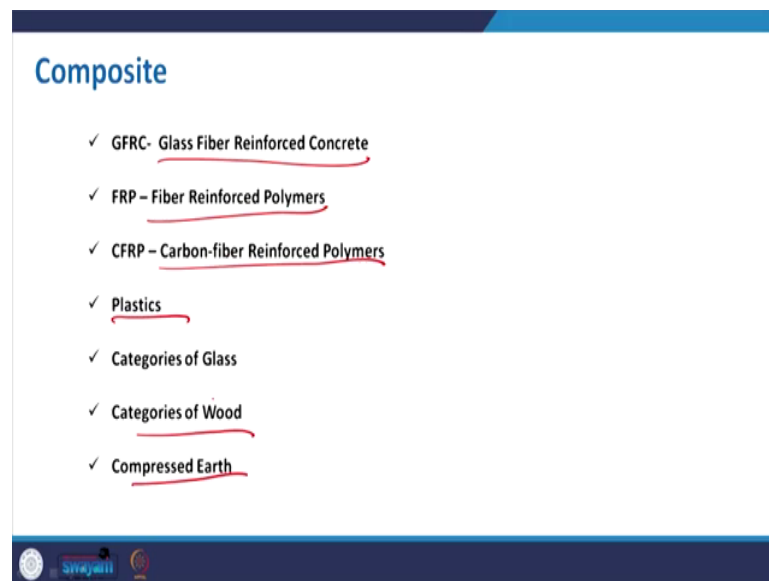 Composite
✓ GFRC- Glass Fiber Reinforced Concrete
✓ FRP – Fiber Reinforced Polymers
✓ CFRP – Carbon-fiber Reinforced Polymers
✓ Plastics
✓ Categories of Glass
✓ Categories of Wood
✓ Compressed Earth
swayam